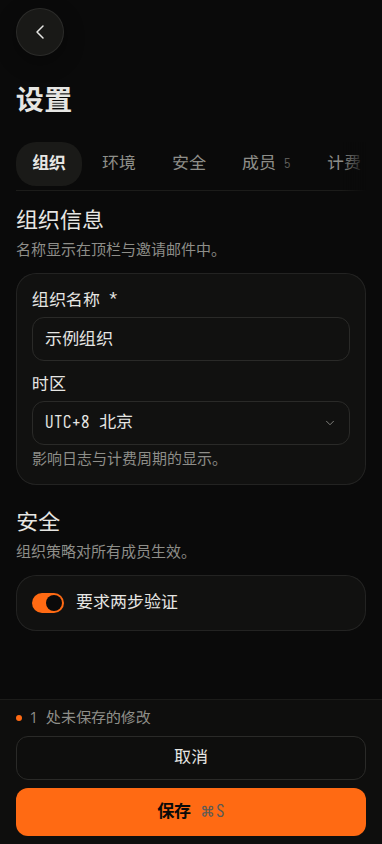 设置
组织 环境 安全 成员 5 计费
组织信息
名称显示在顶栏与邀请邮件中。
组织名称 *
示例组织
时区
UTC+8 北京
影响日志与计费周期的显示。
安全
组织策略对所有成员生效。
要求两步验证
1 处未保存的修改
取消
保存 ⌘S